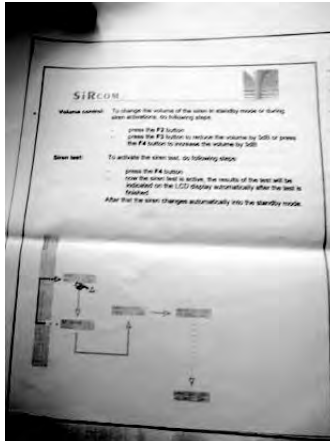 SiRcom
Volume control: To change the volume of the siren in standby mode or during
siren activations, do following steps:
- press the F2 button
- press the F3 button to reduce the volume by 3dB or press
the F4 button to increase the volume by 3dB
Siren test: To activate the siren test, do following steps:
- press the F4 button
- now the siren test is active, the results of the test will be
indicated on the LCD display automatically after the test is
finished.
After that the siren changes automatically into the standby mode.